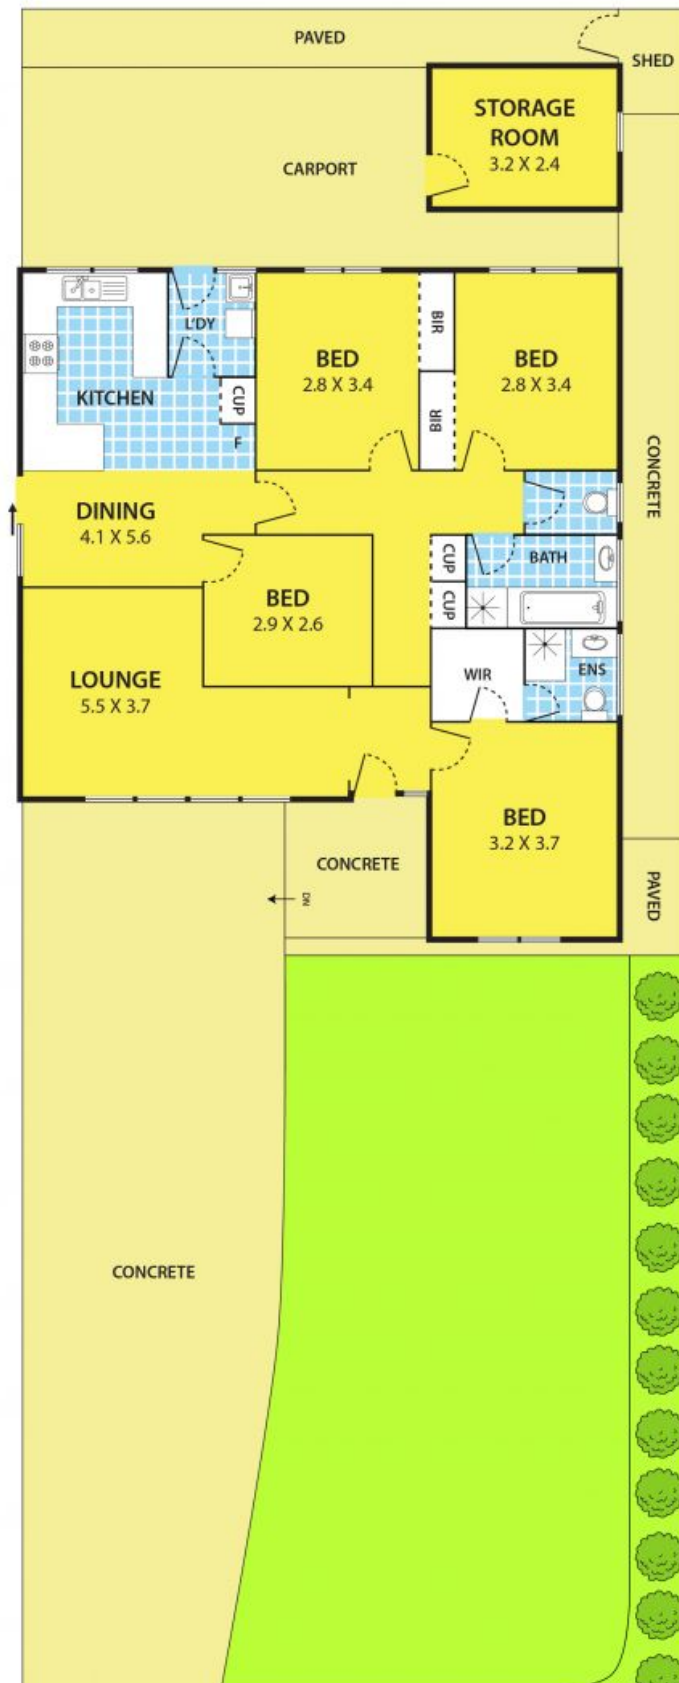 PAVED
SHED
STORAGE
ROOM
3.2 X 2.4
CARPORT
L'DY
BIR
BED
2.8 X 3.4
BED
2.8 X 3.4
KITCHEN
CUP
BIR
F
CONCRETE
DINING
4.1 X 5.6
CUP
BATH
BED
2.9 X 2.6
CUP
LOUNGE
5.5 X 3.7
WIR
ENS
BED
3.2 X 3.7
CONCRETE
DN
PAVED
CONCRETE